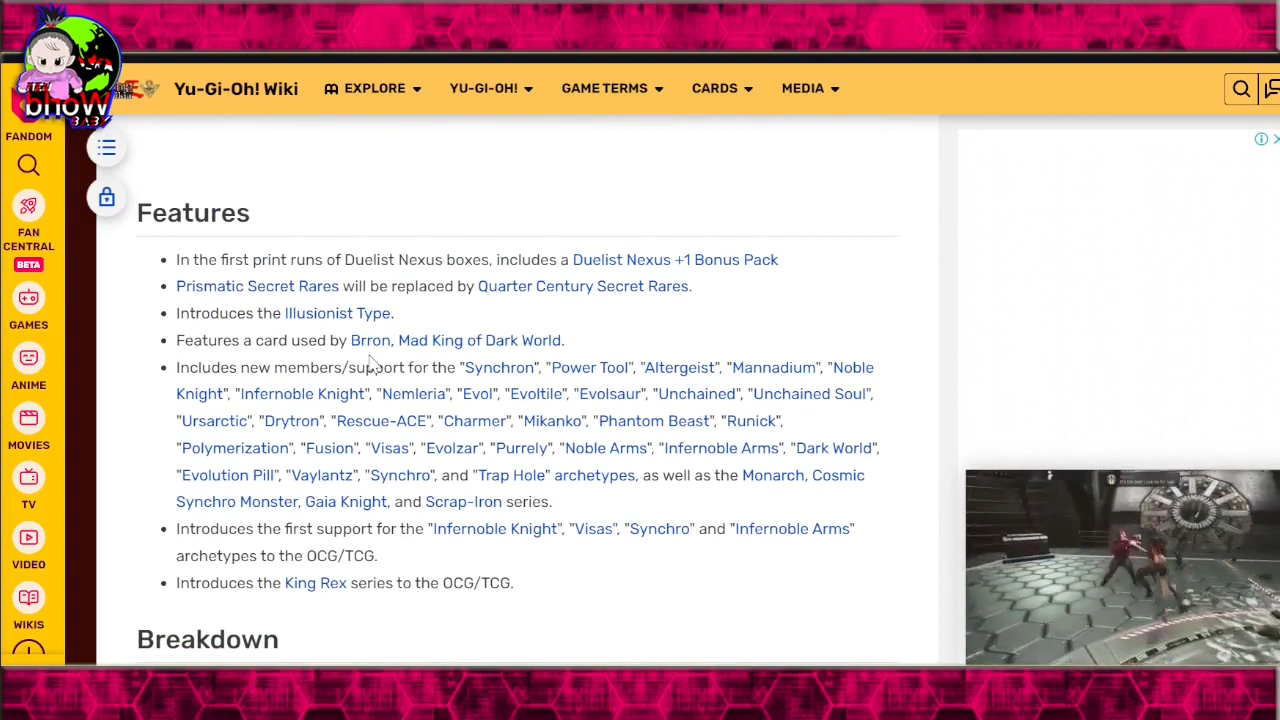 Yu-Gi-Oh! Wiki
EXPLORE
YU-GI-OH!
GAME TERMS
CARDS
MEDIA
show
BABY
FANDOM
FAN
CENTRAL
BETA
GAMES
ANIME
MOVIES
TV
VIDEO
WIKIS
Features
In the first print runs of Duelist Nexus boxes, includes a Duelist Nexus +1 Bonus Pack
Prismatic Secret Rares will be replaced by Quarter Century Secret Rares.
Introduces the Illusionist Type.
Features a card used by Brron, Mad King of Dark World.
Includes new members/support for the "Synchron", "Power Tool", "Altergeist", "Mannadium", "Noble
Knight", "Infernoble Knight", "Nemleria", "Evol", "Evoltile", "Evolsaur", "Unchained", "Unchained Soul",
"Ursarctic", "Drytron", "Rescue-ACE", "Charmer", "Mikanko", "Phantom Beast", "Runick",
"Polymerization", "Fusion", "Visas", "Evolzar", "Purrely", "Noble Arms", "Infernoble Arms", "Dark World",
"Evolution Pill", "Vaylantz", "Synchro", and "Trap Hole" archetypes, as well as the Monarch, Cosmic
Synchro Monster, Gaia Knight, and Scrap-Iron series.
Introduces the first support for the "Infernoble Knight", "Visas", "Synchro" and "Infernoble Arms"
archetypes to the OCG/TCG.
Introduces the King Rex series to the OCG/TCG.
Breakdown